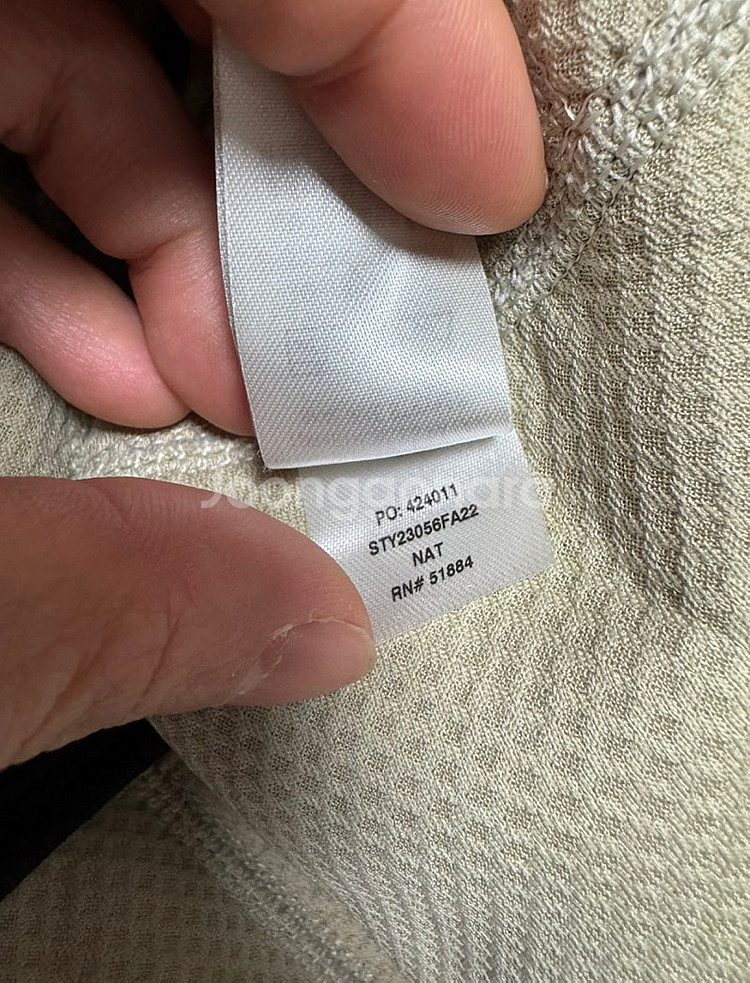 PO: 424011
STY23056FA22
NAT
RN# 51884